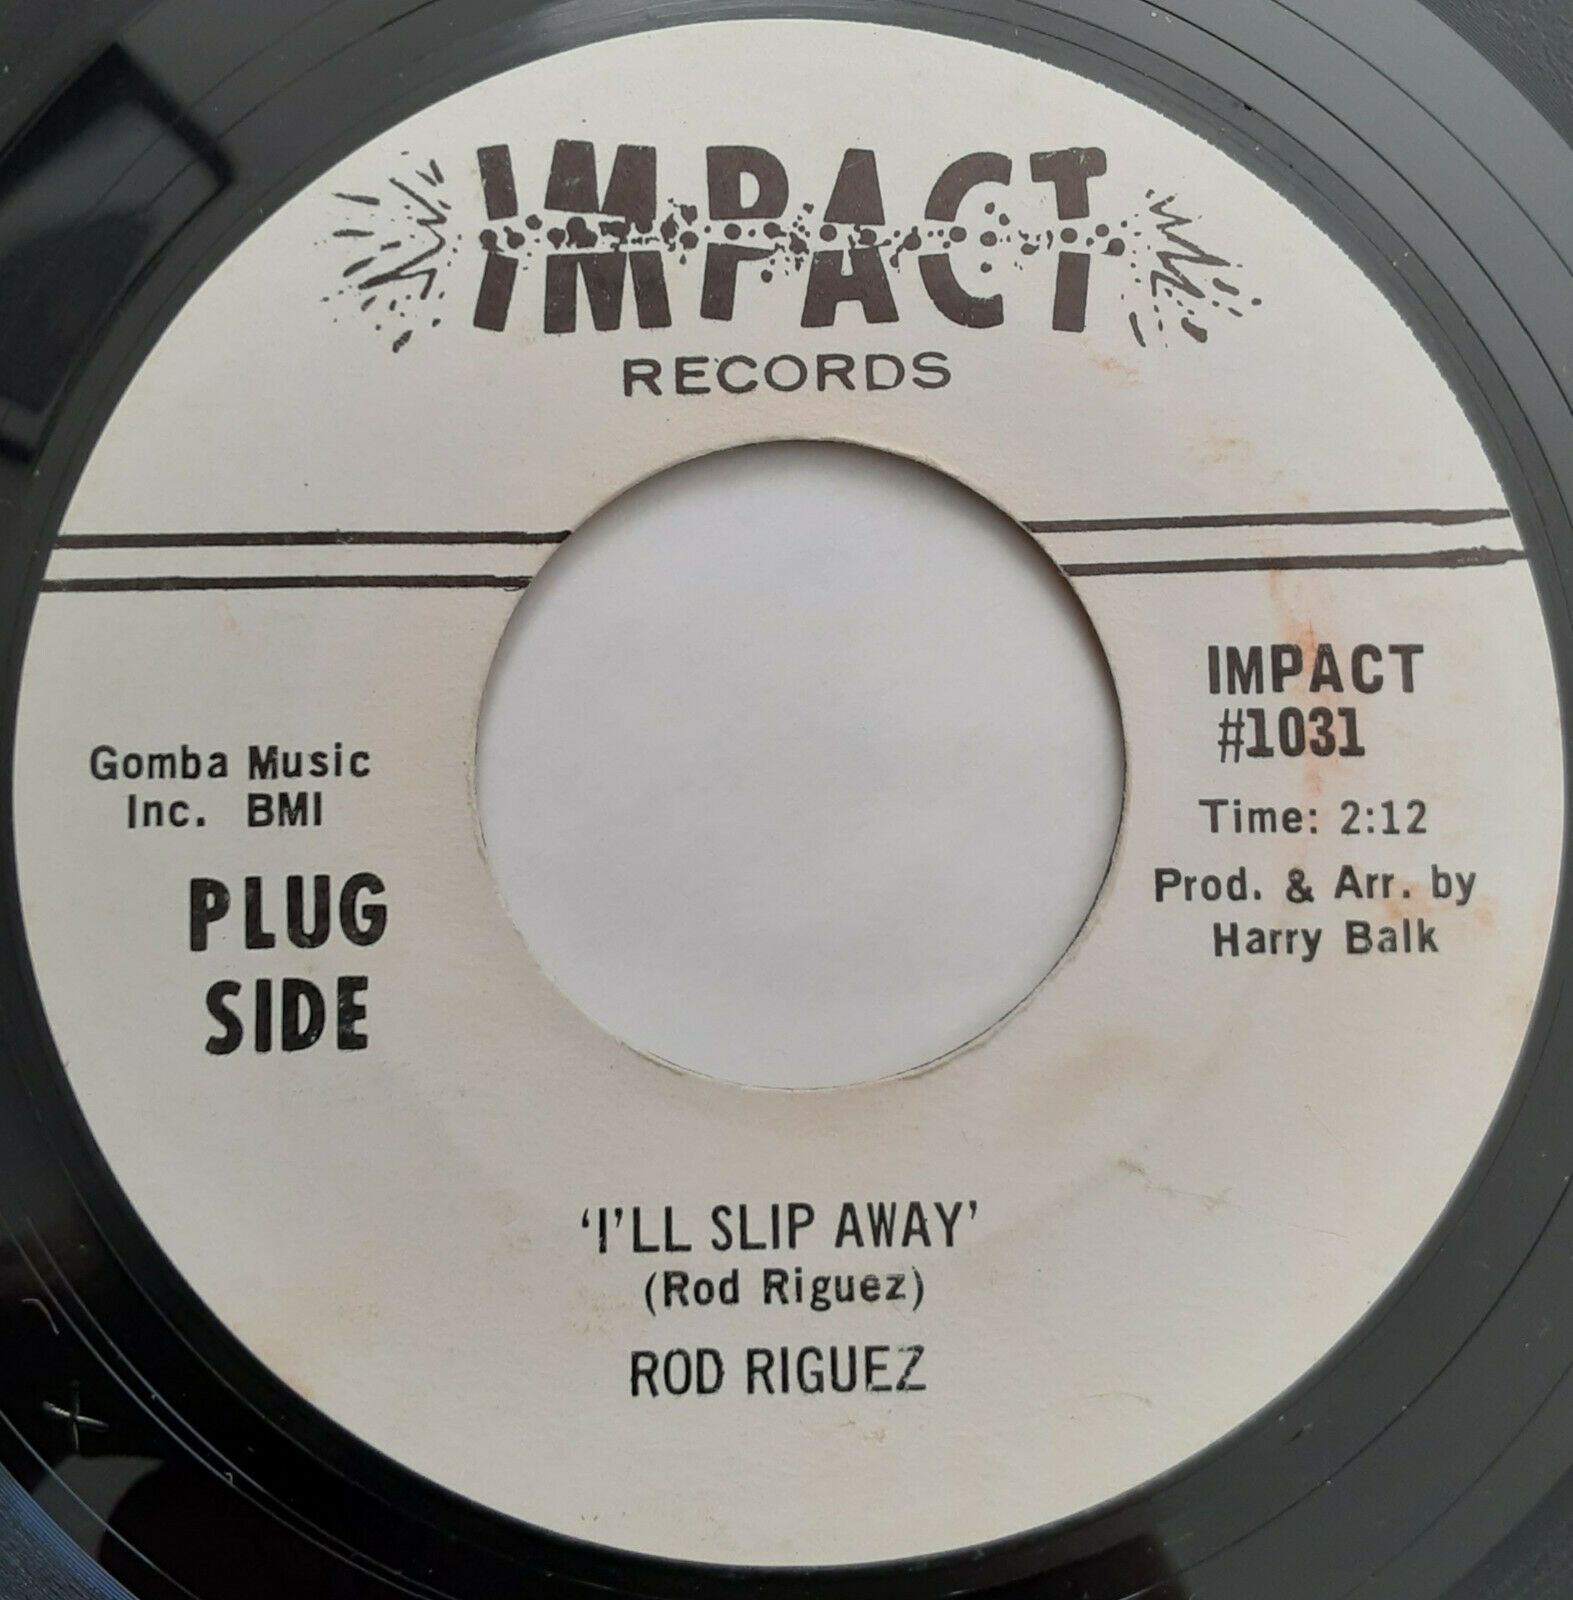 IMPACT
RECORDS
IMPACT
#1031
Gomba Music
Inc. BMI
Time: 2:12
PLUG
SIDE
Prod. & Arr. by
Harry Balk
'I'LL SLIP AWAY'
(Rod Riguez)
ROD RIGUEZ